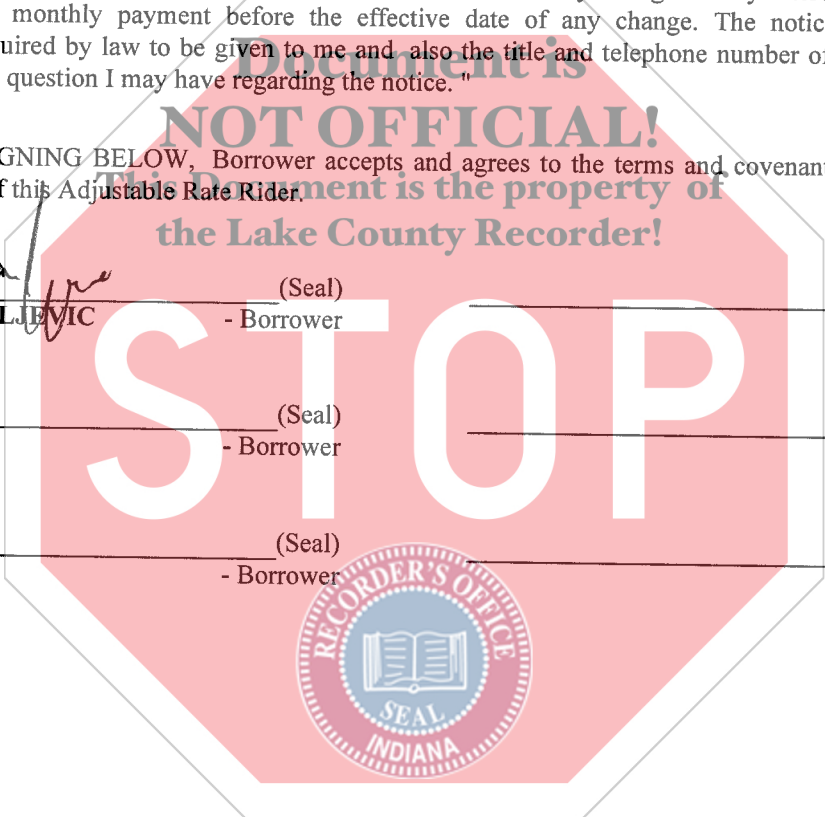 monthly payment before the effective date of any change. The notic
uired by law to be given to me and also the title and telephone number of
question I may have regarding the notice. "
Document is
NOT OFFICIAL!
GNING BELOW, Borrower accepts and agrees to the terms and covenant
f this Adjustable Rate Rider.
This Document is the property of
the Lake County Recorder!
(Seal)
LJEVIC - Borrower
STOP
(Seal)
- Borrower
(Seal)
- Borrower
RECORDER'S OFFICE
SEAL
INDIANA